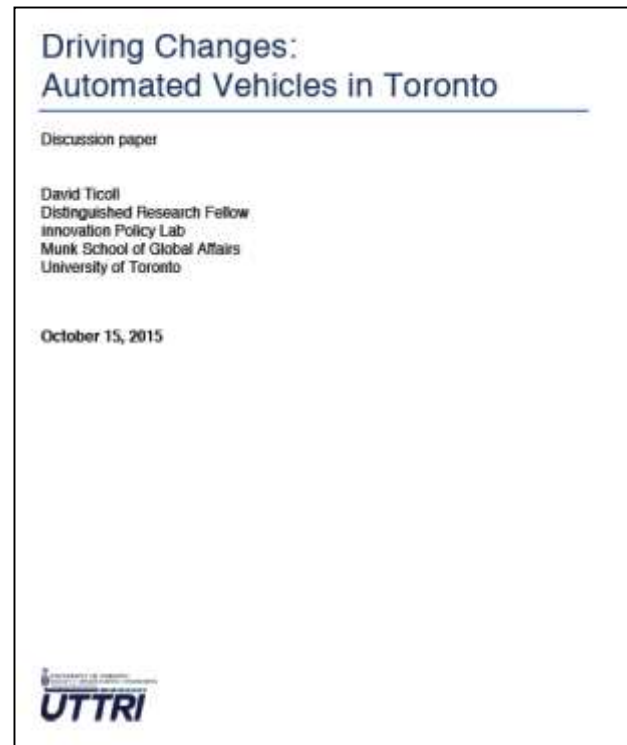 Driving Changes:
Automated Vehicles in Toronto
Discussion paper
David Ticoll
Distinguished Research Fellow
innovation Policy Lab
Munk School of Global Affairs
University of Toronto
October 15, 2015
UTTRI